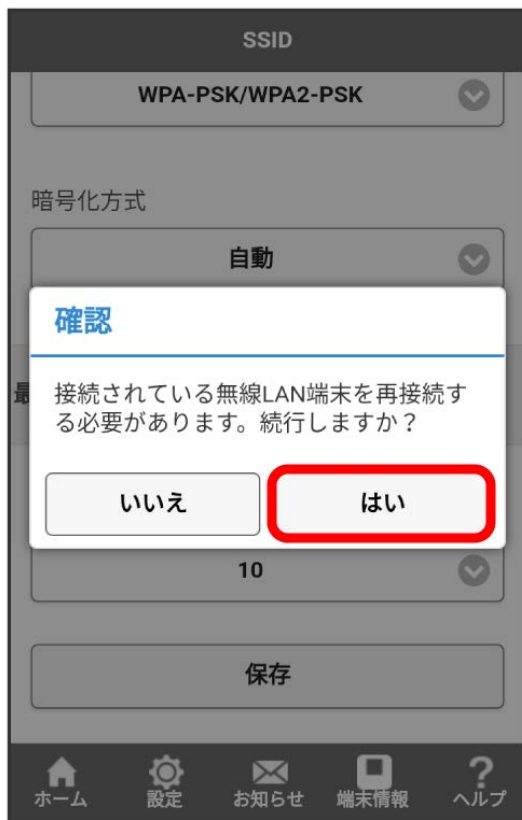 SSID
WPA-PSK/WPA2-PSK
暗号化方式
自動
確認
最
接続されている無線LAN端末を再接続す
る必要があります。続行しますか？
いいえ
はい
10
保存
ホーム
設定
お知らせ
端末情報
ヘルプ